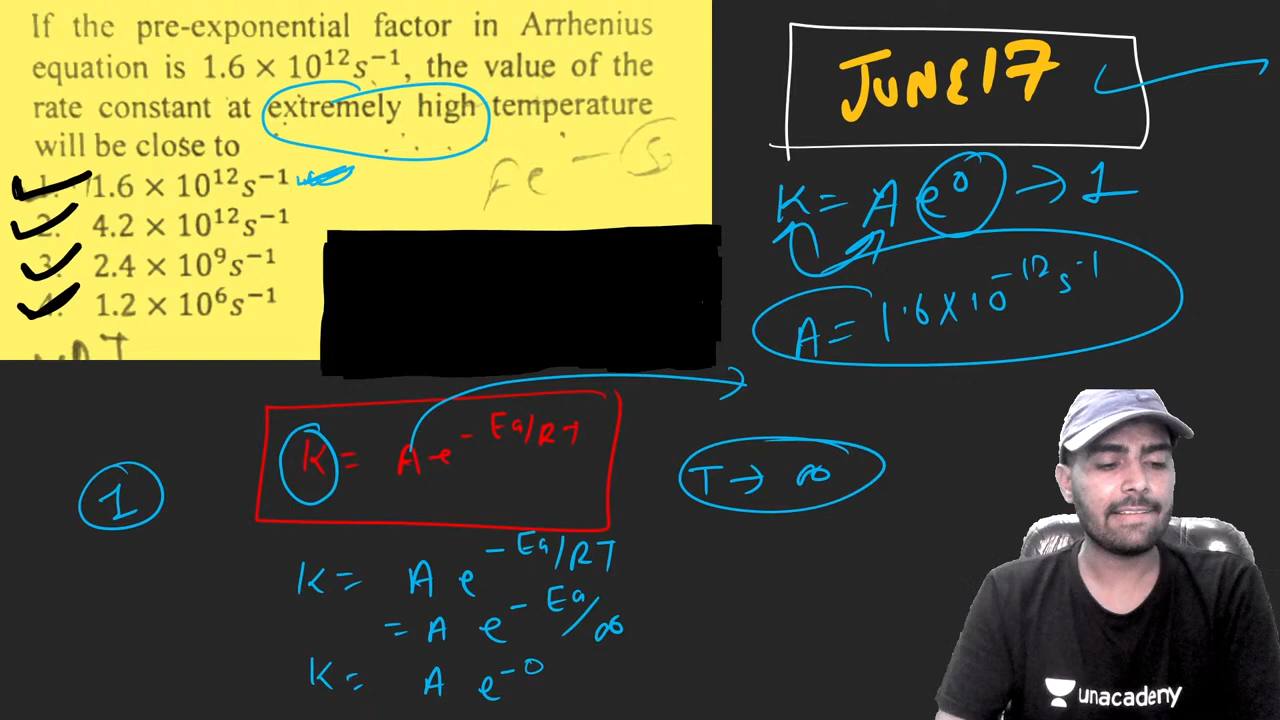 If the pre-exponential factor in Arrhenius
equation is 1.6 × 10¹²s⁻¹, the value of the
rate constant at extremely high temperature
will be close to
1. 1.6 × 10¹²s⁻¹
2. 4.2 × 10¹²s⁻¹
3. 2.4 × 10⁹s⁻¹
4. 1.2 × 10⁶s⁻¹
Fe - S
JUNE 17
K = A e⁰ → 1
A = 1.6 × 10⁻¹²s⁻¹
1
K = A e⁻ᴱᵃ/ᴿᵀ
T → ∞
K = A e⁻ᴱᵃ/ᴿᵀ
= A e⁻ᴱᵃ/∞
K = A e⁻⁰
unacademy